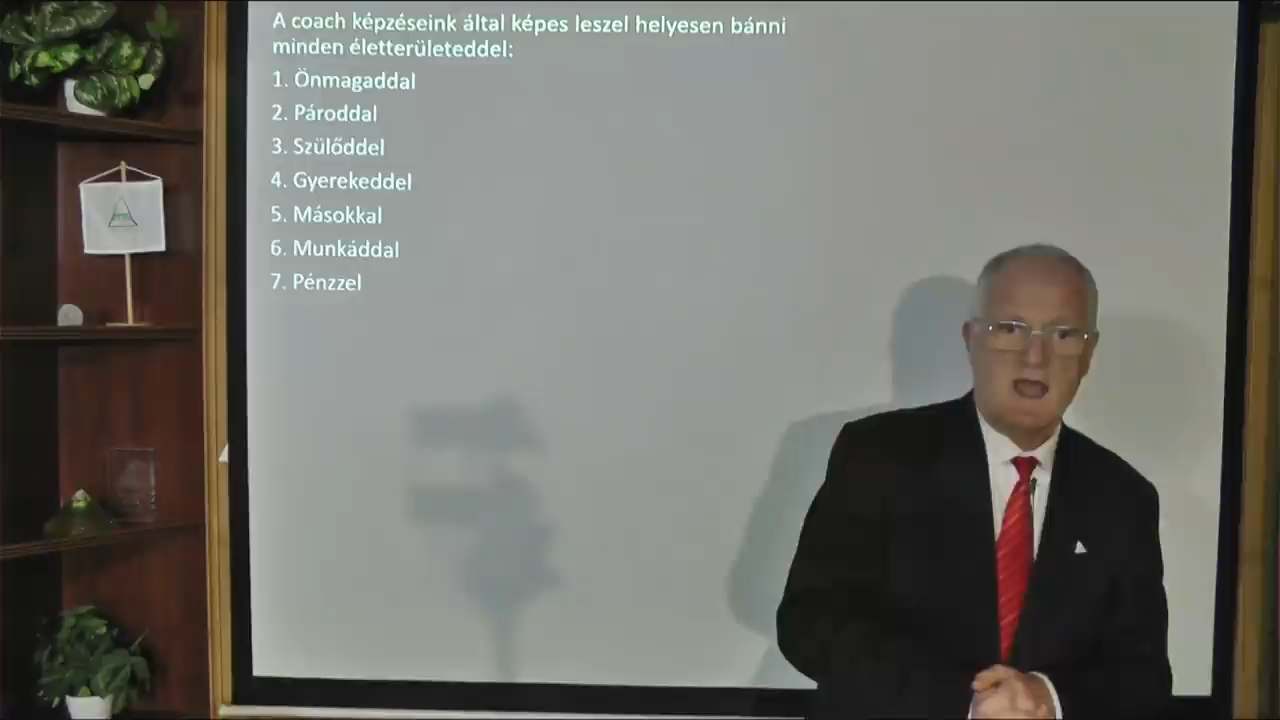 A coach képzéseink által képes leszel helyesen bánni
minden életterületeddel:
1. Önmagaddal
2. Pároddal
3. Szülőddel
4. Gyerekeddel
5. Másokkal
6. Munkáddal
7. Pénzzel